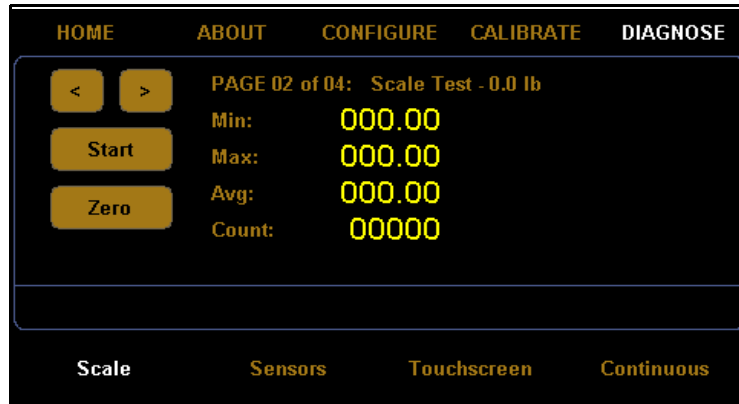 HOME ABOUT CONFIGURE CALIBRATE DIAGNOSE
< > PAGE 02 of 04: Scale Test - 0.0 lb
Min: 000.00
Start
Max: 000.00
Avg: 000.00
Zero
Count: 00000
Scale Sensors Touchscreen Continuous